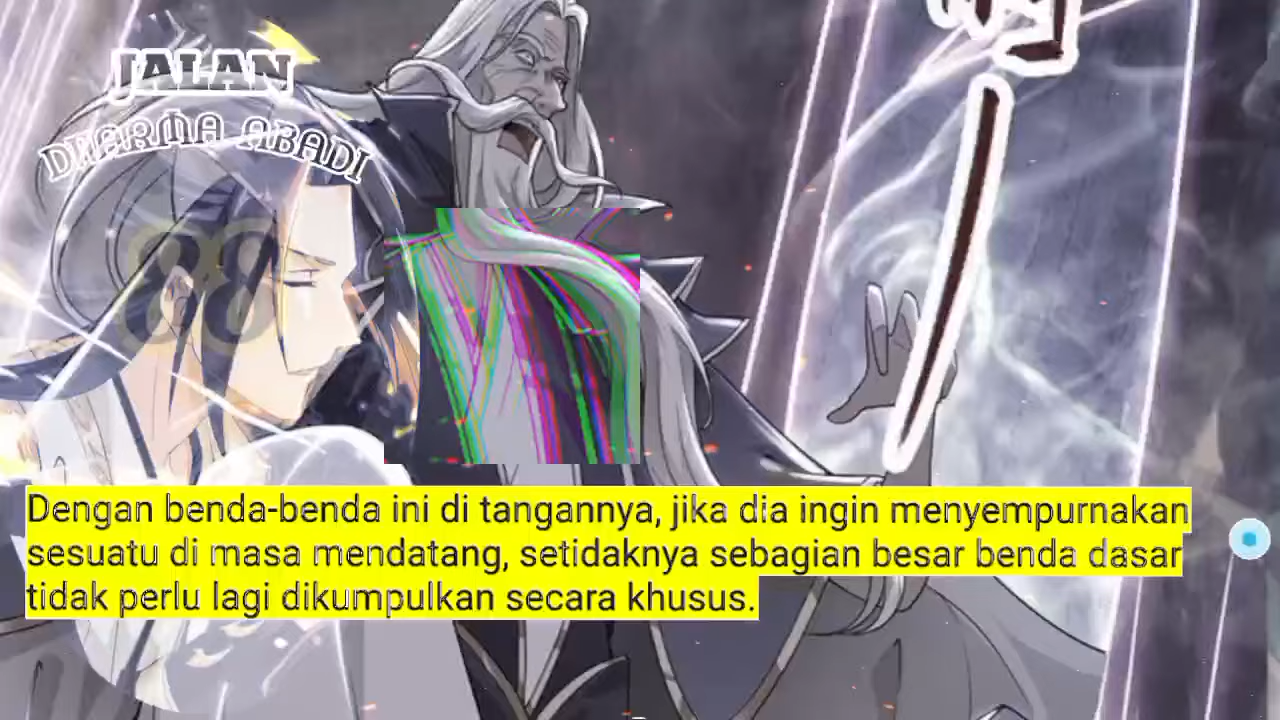 JALAN
DHARMA ABADI
88
Dengan benda-benda ini di tangannya, jika dia ingin menyempurnakan
sesuatu di masa mendatang, setidaknya sebagian besar benda dasar
tidak perlu lagi dikumpulkan secara khusus.